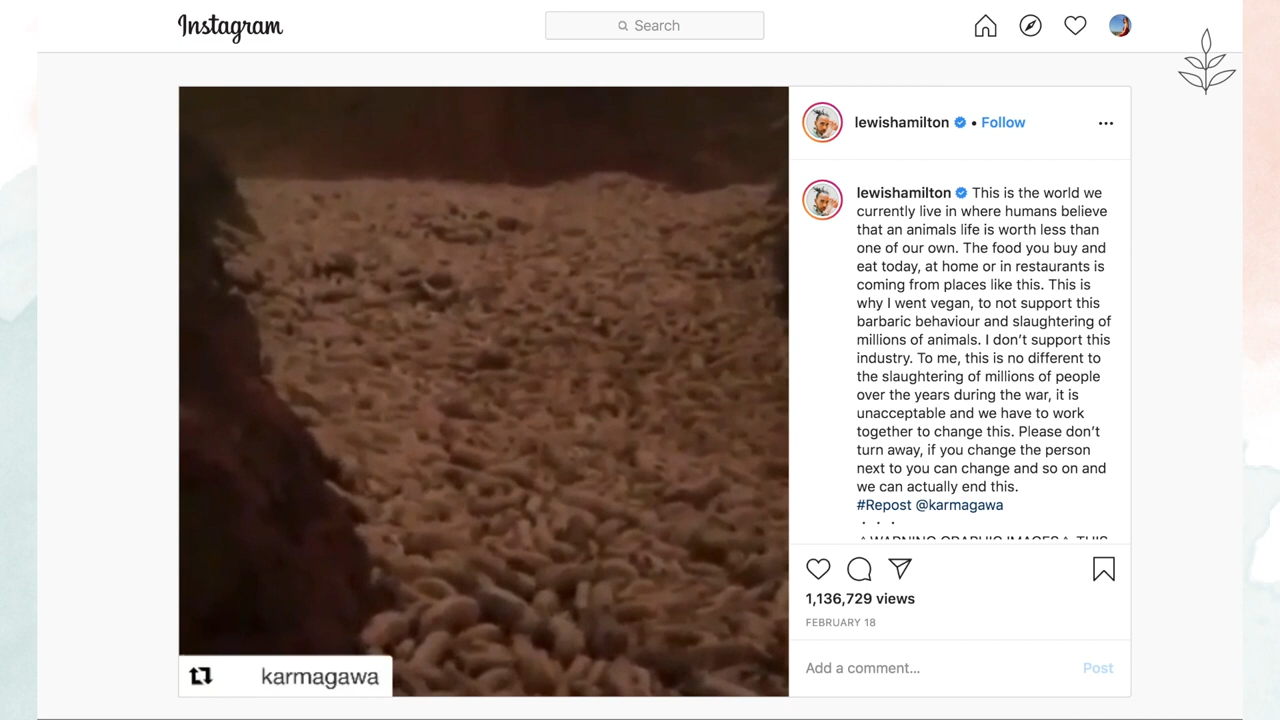 Instagram
Search
lewishamilton • Follow
...
lewishamilton This is the world we
currently live in where humans believe
that an animals life is worth less than
one of our own. The food you buy and
eat today, at home or in restaurants is
coming from places like this. This is
why I went vegan, to not support this
barbaric behaviour and slaughtering of
millions of animals. I don’t support this
industry. To me, this is no different to
the slaughtering of millions of people
over the years during the war, it is
unacceptable and we have to work
together to change this. Please don’t
turn away, if you change the person
next to you can change and so on and
we can actually end this.
#Repost @karmagawa
・・・
WARNING GRAPHIC IMAGES THIS
1,136,729 views
FEBRUARY 18
Add a comment... Post
karmagawa